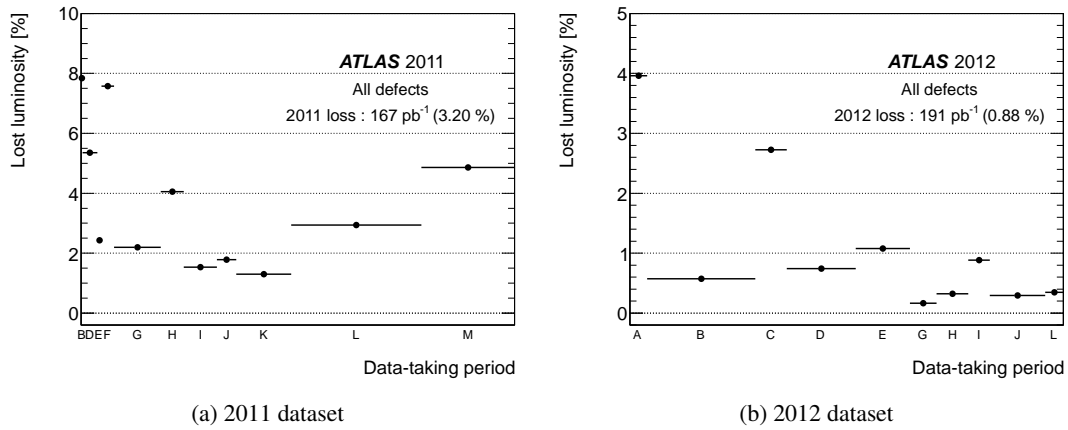 Lost luminosity [%]
10
8
6
4
2
0
ATLAS 2011
All defects
2011 loss : 167 pb-1 (3.20 %)
B D E F G H I J K L M
Data-taking period
(a) 2011 dataset
Lost luminosity [%]
5
4
3
2
1
0
ATLAS 2012
All defects
2012 loss : 191 pb-1 (0.88 %)
A B C D E G H I J L
Data-taking period
(b) 2012 dataset